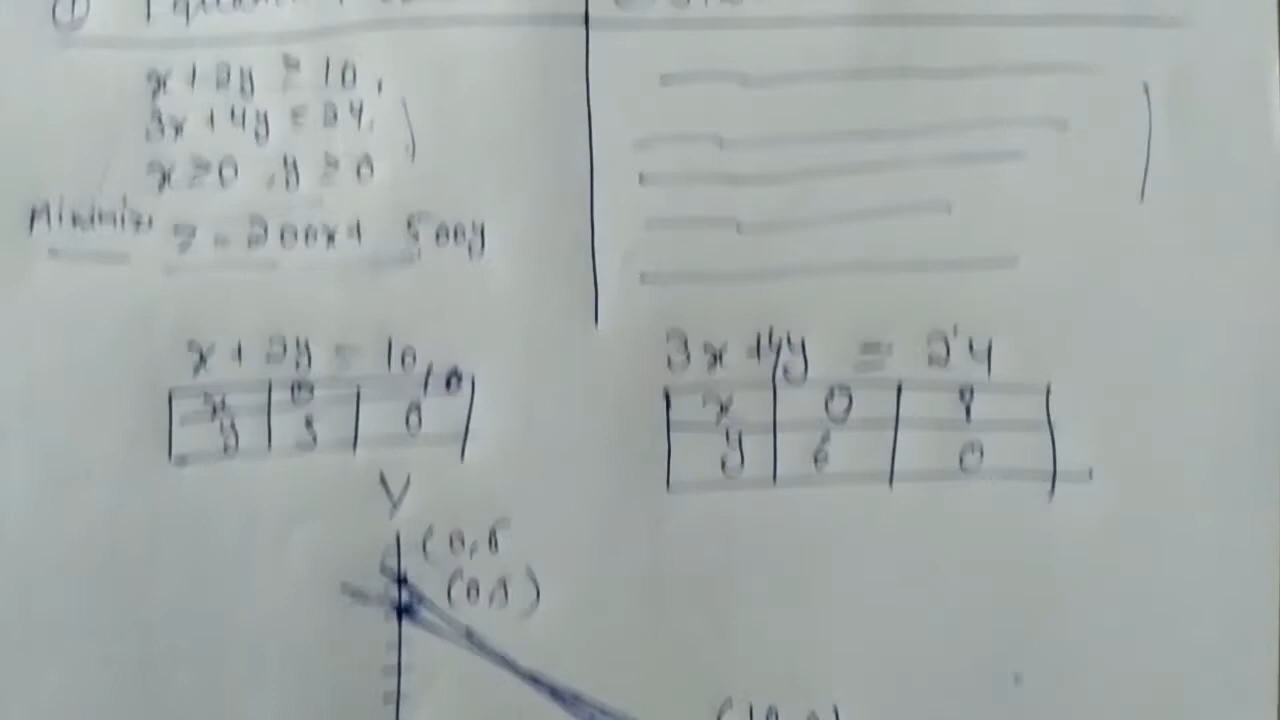 x + 2y ≥ 10,
3x + 4y ≤ 24,
x ≥ 0, y ≥ 0
Minimize z = 200x + 500y
x + 2y = 10
x 0 10
y 5 0
3x + 4y = 24
x 0 8
y 6 0
Y
(0,6
(0,5)